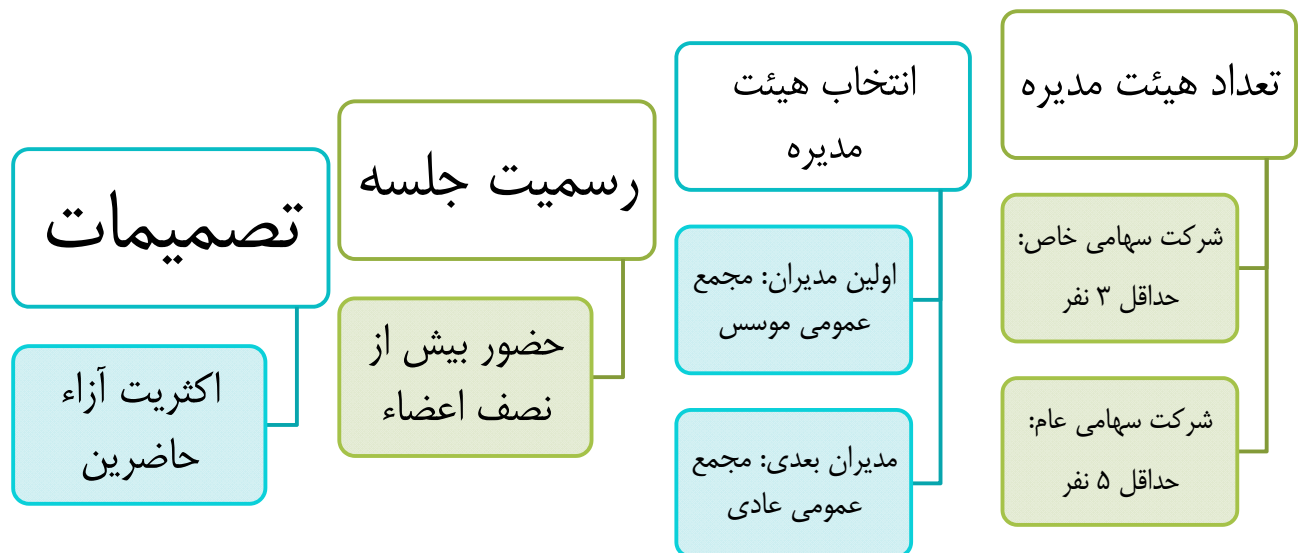 تعداد هیئت مدیره
شرکت سهامی خاص:
حداقل ۳ نفر
شرکت سهامی عام:
حداقل ۵ نفر
انتخاب هیئت
مدیره
اولین مدیران: مجمع
عمومی موسس
مدیران بعدی: مجمع
عمومی عادی
رسمیت جلسه
حضور بیش از
نصف اعضاء
تصمیمات
اکثریت آزاء
حاضرین